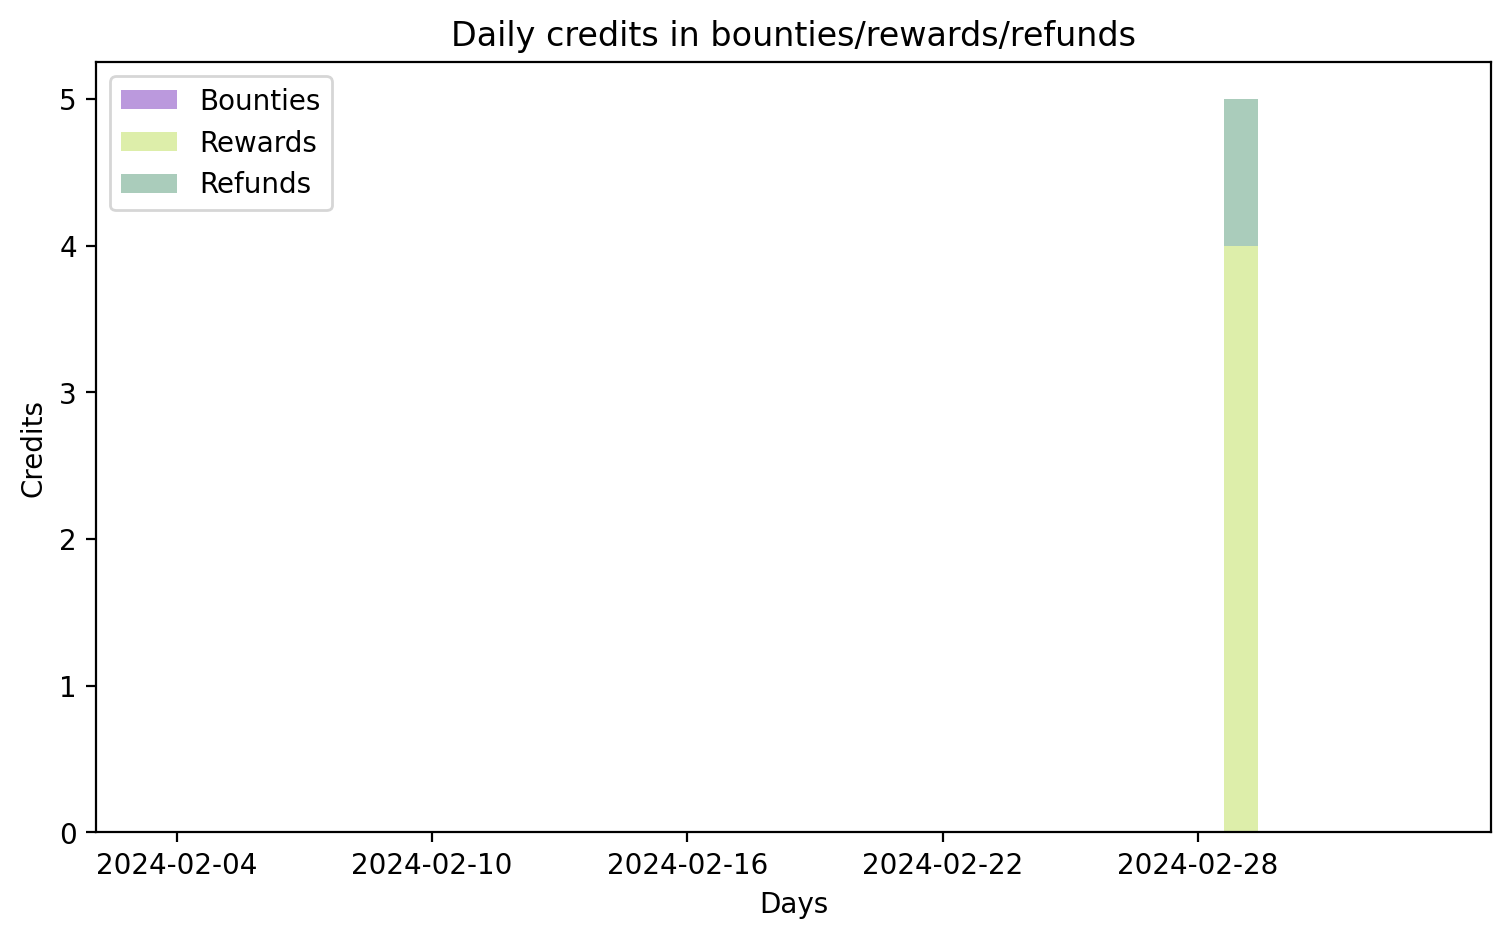 Daily credits in bounties/rewards/refunds
Bounties
Rewards
Refunds
5
4
3
2
1
0
Credits
2024-02-04 2024-02-10 2024-02-16 2024-02-22 2024-02-28
Days